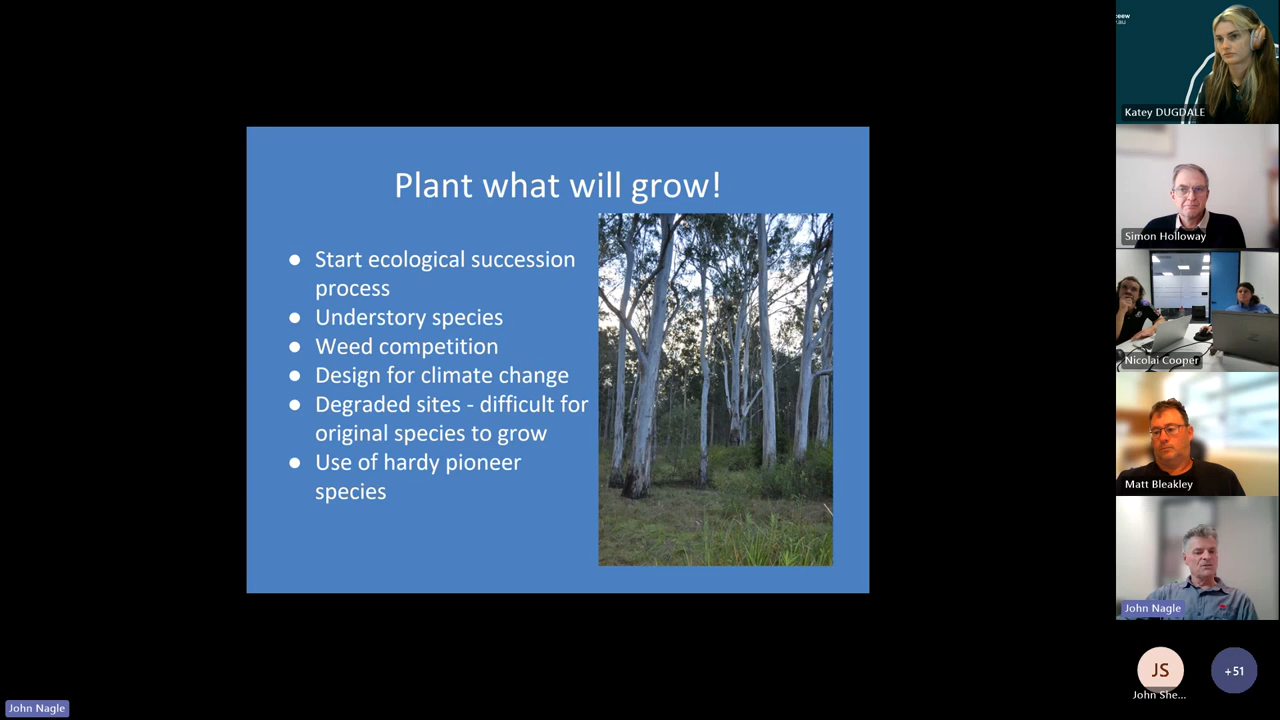 Plant what will grow!
● Start ecological succession
process
● Understory species
● Weed competition
● Design for climate change
● Degraded sites - difficult for
original species to grow
● Use of hardy pioneer
species
Katey DUGDALE
Simon Holloway
Nicolai Cooper
Matt Bleakley
John Nagle
JS
John She...
+51
John Nagle